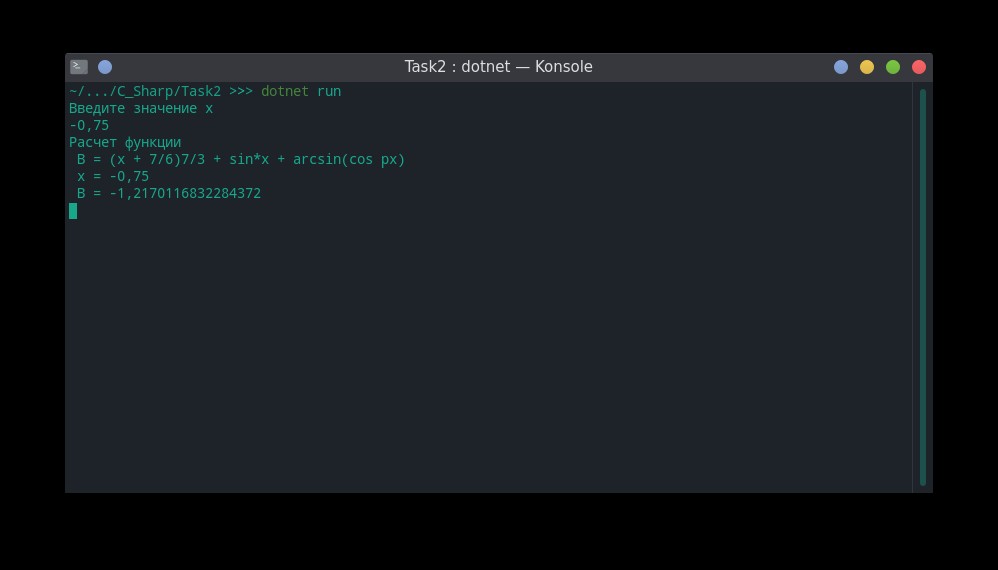 Task2 : dotnet — Konsole
~/.../C_Sharp/Task2 >>> dotnet run
Введите значение x
-0,75
Расчет функции
B = (x + 7/6)7/3 + sin*x + arcsin(cos px)
x = -0,75
B = -1,2170116832284372